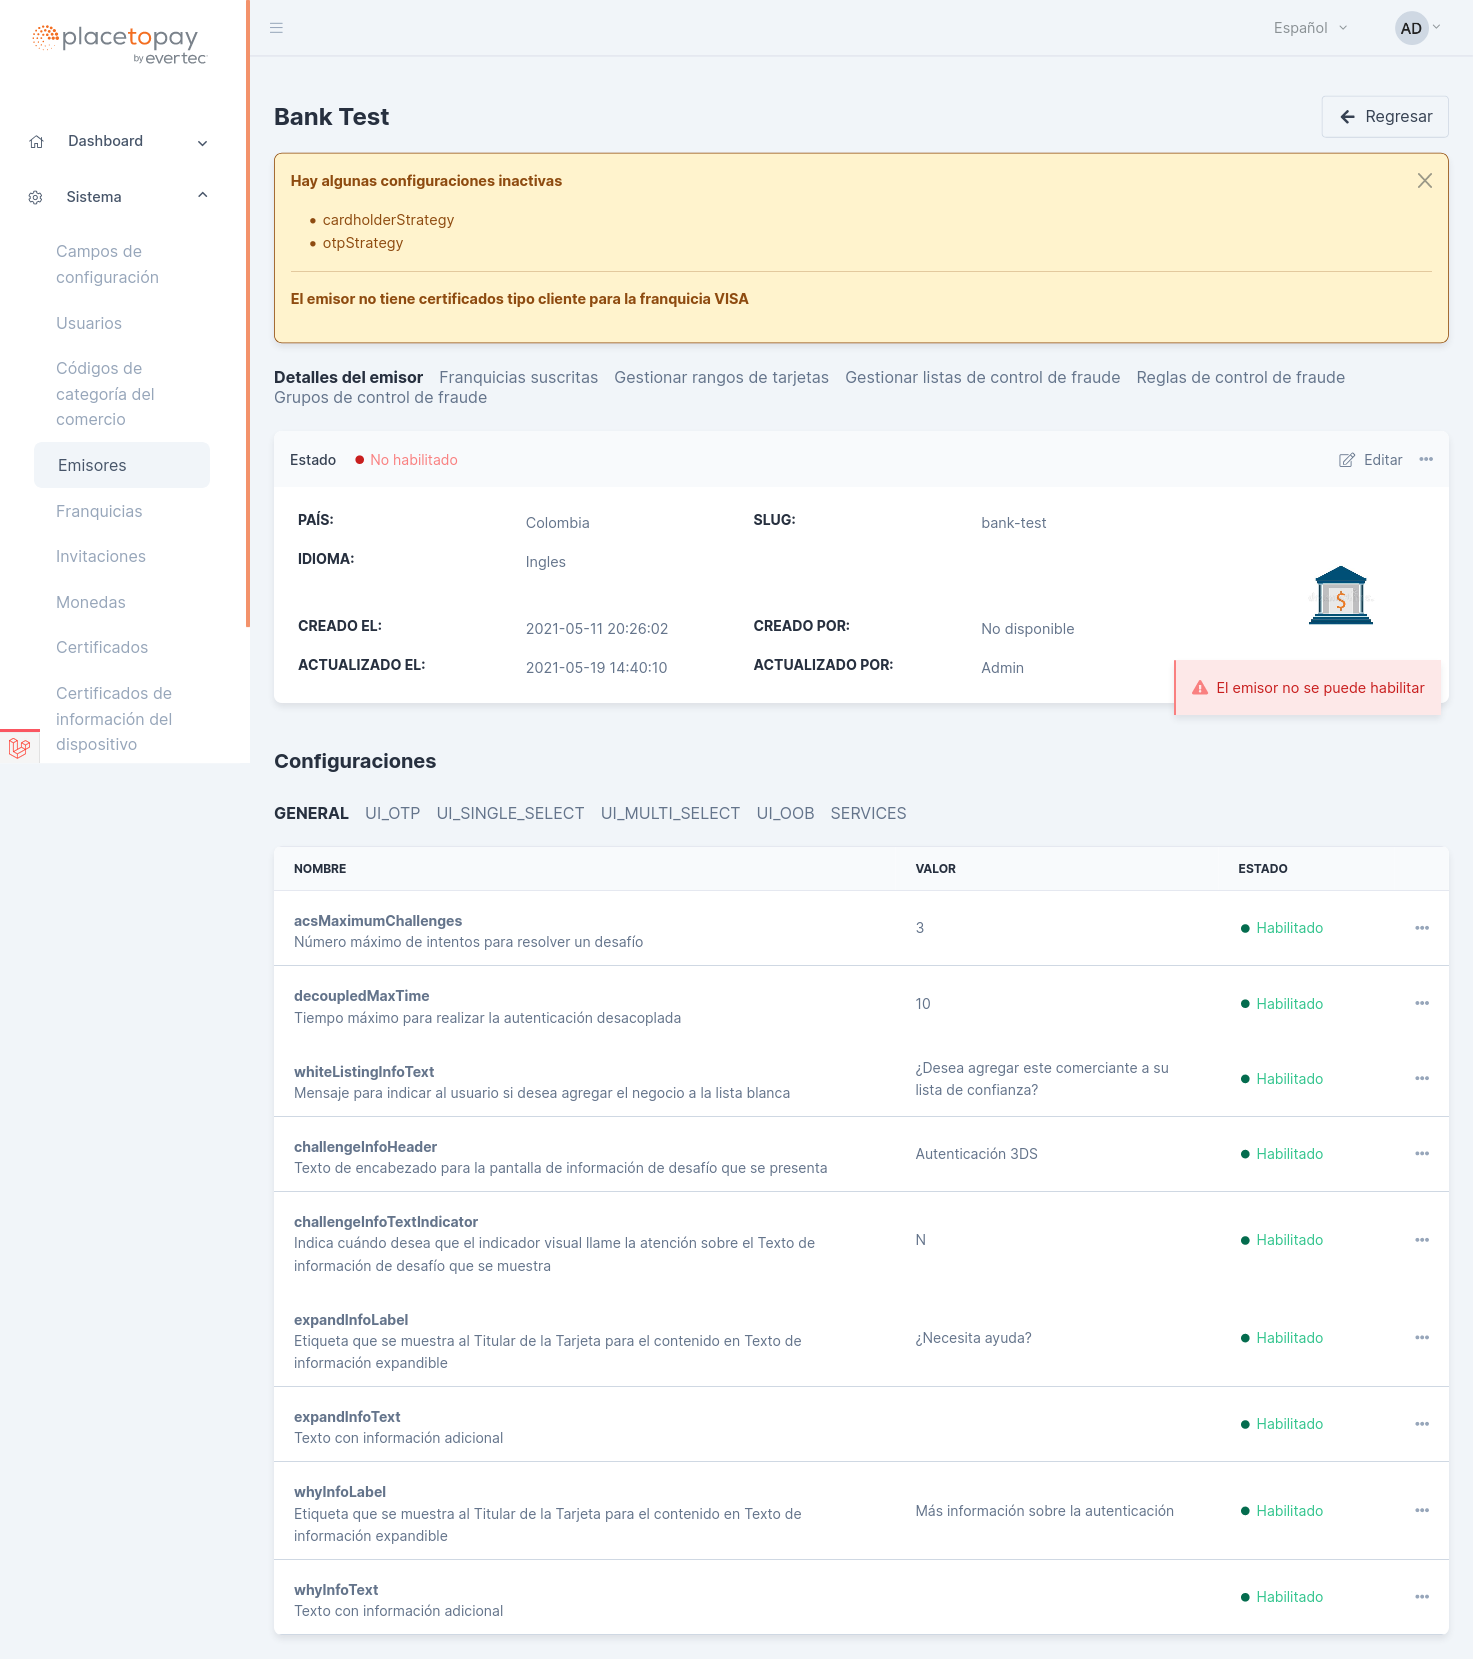 placetopay
by evertec
Dashboard
Sistema
Campos de
configuración
Usuarios
Códigos de
categoría del
comercio
Emisores
Franquicias
Invitaciones
Monedas
Certificados
Certificados de
información del
dispositivo
Español
AD
Bank Test
Regresar
Hay algunas configuraciones inactivas
• cardholderStrategy
• otpStrategy
El emisor no tiene certificados tipo cliente para la franquicia VISA
Detalles del emisor Franquicias suscritas Gestionar rangos de tarjetas Gestionar listas de control de fraude Reglas de control de fraude
Grupos de control de fraude
Estado No habilitado Editar
PAÍS: Colombia SLUG: bank-test
IDIOMA: Ingles
$
CREADO EL: 2021-05-11 20:26:02 CREADO POR: No disponible
ACTUALIZADO EL: 2021-05-19 14:40:10 ACTUALIZADO POR: Admin
El emisor no se puede habilitar
Configuraciones
GENERAL UI_OTP UI_SINGLE_SELECT UI_MULTI_SELECT UI_OOB SERVICES
NOMBRE VALOR ESTADO
acsMaximumChallenges
Número máximo de intentos para resolver un desafío
3 Habilitado
decoupledMaxTime
Tiempo máximo para realizar la autenticación desacoplada
10 Habilitado
whiteListingInfoText
Mensaje para indicar al usuario si desea agregar el negocio a la lista blanca
¿Desea agregar este comerciante a su
lista de confianza?
Habilitado
challengeInfoHeader
Texto de encabezado para la pantalla de información de desafío que se presenta
Autenticación 3DS Habilitado
challengeInfoTextIndicator
Indica cuándo desea que el indicador visual llame la atención sobre el Texto de
información de desafío que se muestra
N Habilitado
expandInfoLabel
Etiqueta que se muestra al Titular de la Tarjeta para el contenido en Texto de
información expandible
¿Necesita ayuda? Habilitado
expandInfoText
Texto con información adicional
Habilitado
whyInfoLabel
Etiqueta que se muestra al Titular de la Tarjeta para el contenido en Texto de
información expandible
Más información sobre la autenticación Habilitado
whyInfoText
Texto con información adicional
Habilitado